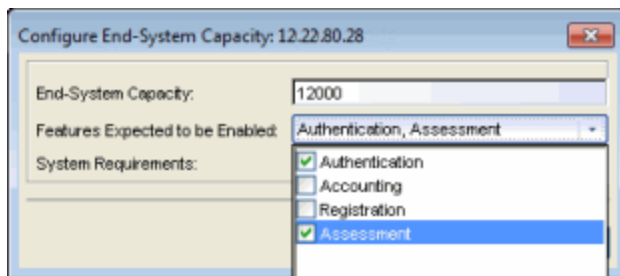 Configure End-System Capacity: 12.22.80.28
End-System Capacity: 12000
Features Expected to be Enabled: Authentication, Assessment
System Requirements:
Authentication
Accounting
Registration
Assessment